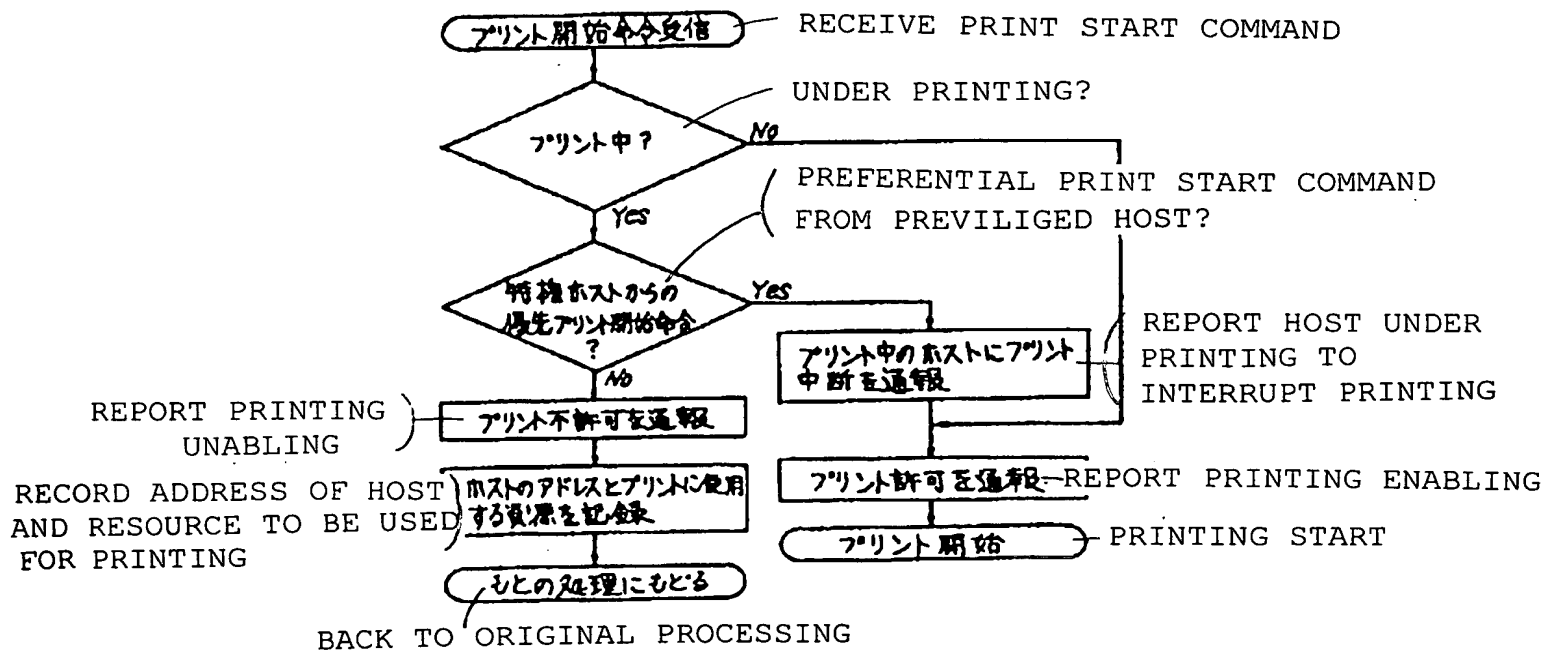 プリント開始命令受信
RECEIVE PRINT START COMMAND
UNDER PRINTING?
プリント中?
No
PREFERENTIAL PRINT START COMMAND
FROM PREVILIGED HOST?
Yes
特権ホストからの
優先プリント開始命令
?
Yes
No
プリント中のホストにプリント
中断を通報
REPORT HOST UNDER
PRINTING TO
INTERRUPT PRINTING
REPORT PRINTING
UNABLING
プリント不許可を通報
RECORD ADDRESS OF HOST
AND RESOURCE TO BE USED
FOR PRINTING
ホストのアドレスとプリントに使用
する資源を記録
プリント許可を通報
REPORT PRINTING ENABLING
プリント開始
PRINTING START
もとの処理にもどる
BACK TO ORIGINAL PROCESSING